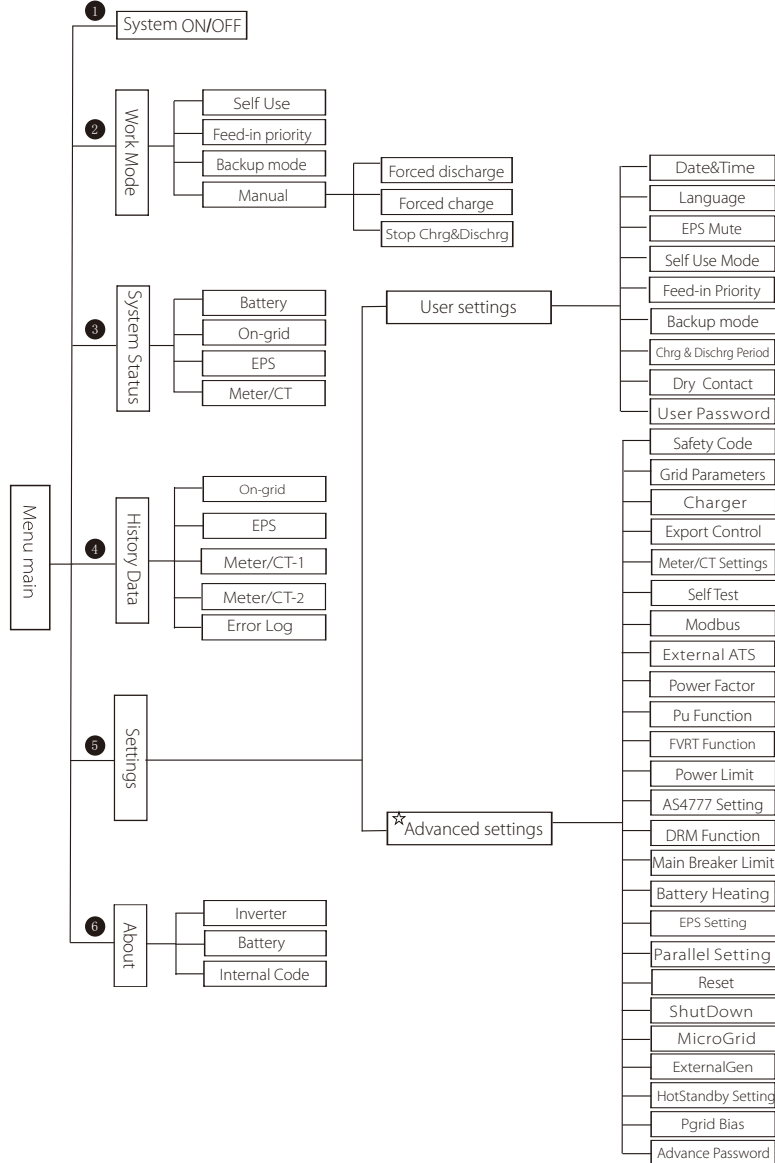 Menu main
1
System ON/OFF
2
Work Mode
Self Use
Feed-in priority
Backup mode
Manual
Forced discharge
Forced charge
Stop Chrg&Dischrg
3
System Status
Battery
On-grid
EPS
Meter/CT
4
History Data
On-grid
EPS
Meter/CT-1
Meter/CT-2
Error Log
5
Settings
User settings
Date&Time
Language
EPS Mute
Self Use Mode
Feed-in Priority
Backup mode
Chrg & Dischrg Period
Dry Contact
User Password
☆Advanced settings
Safety Code
Grid Parameters
Charger
Export Control
Meter/CT Settings
Self Test
Modbus
External ATS
Power Factor
Pu Function
FVRT Function
Power Limit
AS4777 Setting
DRM Function
Main Breaker Limit
Battery Heating
EPS Setting
Parallel Setting
Reset
ShutDown
MicroGrid
ExternalGen
HotStandby Setting
Pgrid Bias
Advance Password
6
About
Inverter
Battery
Internal Code